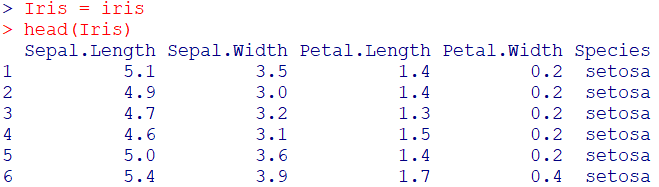 > Iris = iris
> head(Iris)
  Sepal.Length Sepal.Width Petal.Length Petal.Width Species
1          5.1         3.5          1.4         0.2  setosa
2          4.9         3.0          1.4         0.2  setosa
3          4.7         3.2          1.3         0.2  setosa
4          4.6         3.1          1.5         0.2  setosa
5          5.0         3.6          1.4         0.2  setosa
6          5.4         3.9          1.7         0.4  setosa